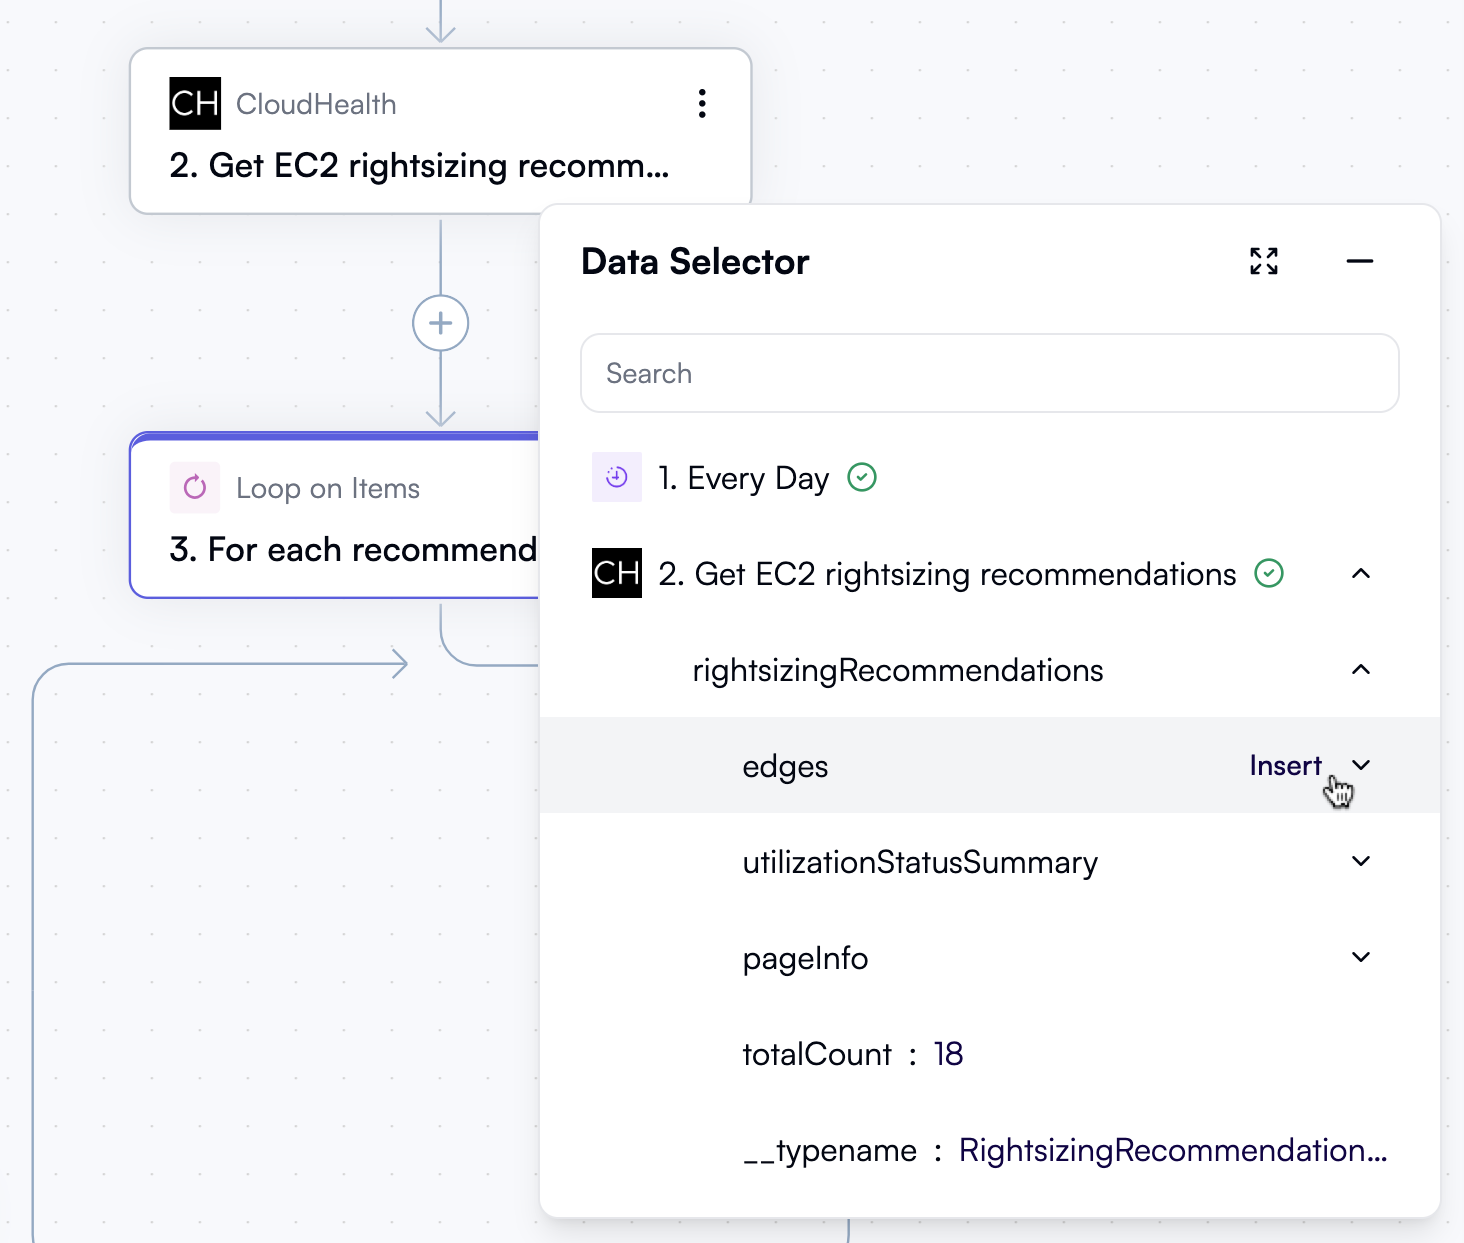 CH CloudHealth
2. Get EC2 rightsizing recomm...
Data Selector
Search
1. Every Day
Loop on Items
3. For each recommend
CH 2. Get EC2 rightsizing recommendations
rightsizingRecommendations
edges Insert
utilizationStatusSummary
pageInfo
totalCount : 18
__typename : RightsizingRecommendation...